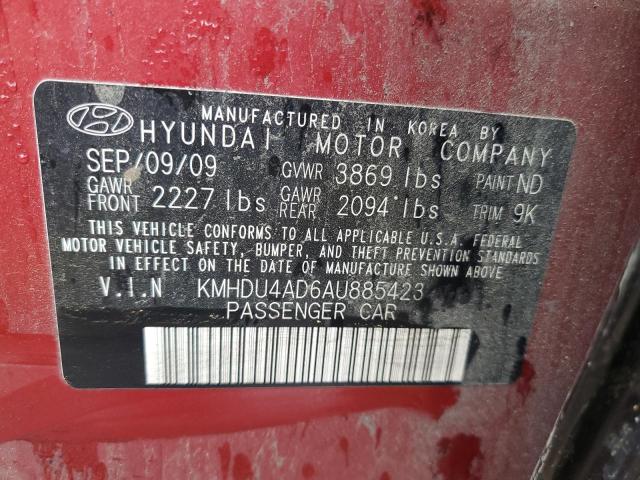 MANUFACTURED IN KOREA BY
HYUNDAI MOTOR COMPANY
SEP/09/09 GVWR 3869 lbs PAINT ND
GAWR FRONT 2227 lbs GAWR REAR 2094 lbs TRIM 9K
THIS VEHICLE CONFORMS TO ALL APPLICABLE U.S.A. FEDERAL
MOTOR VEHICLE SAFETY, BUMPER, AND THEFT PREVENTION STANDARDS
IN EFFECT ON THE DATE OF MANUFACTURE SHOWN ABOVE.
V.I.N KMHDU4AD6AU885423
PASSENGER CAR